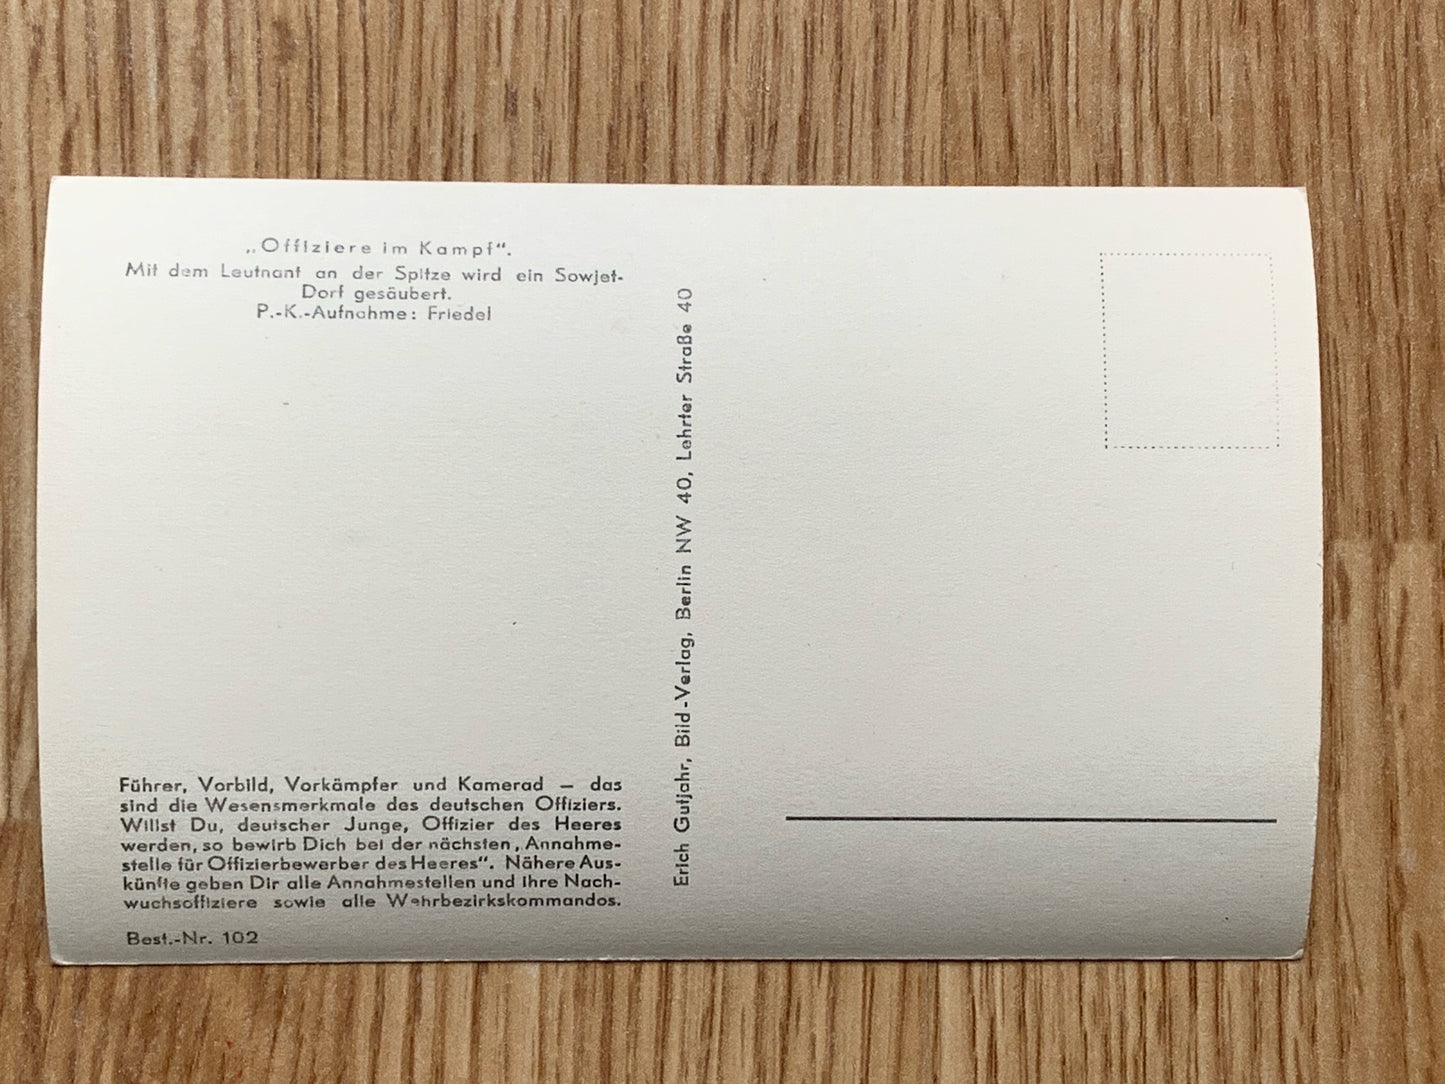 „Offiziere im Kampf“.
Mit dem Leutnant an der Spitze wird ein Sowjet-
Dorf gesäubert.
P.-K.-Aufnahme: Friedel
Erich Gutjahr, Bild-Verlag, Berlin NW 40, Lehrter Straße 40
Führer, Vorbild, Vorkämpfer und Kamerad — das
sind die Wesensmerkmale des deutschen Offiziers.
Willst Du, deutscher Junge, Offizier des Heeres
werden, so bewirb Dich bei der nächsten „Annahme-
stelle für Offizierbewerber des Heeres“. Nähere Aus-
künfte geben Dir alle Annahmestellen und ihre Nach-
wuchsoffiziere sowie alle Wehrbezirkskommandos.
Best.-Nr. 102